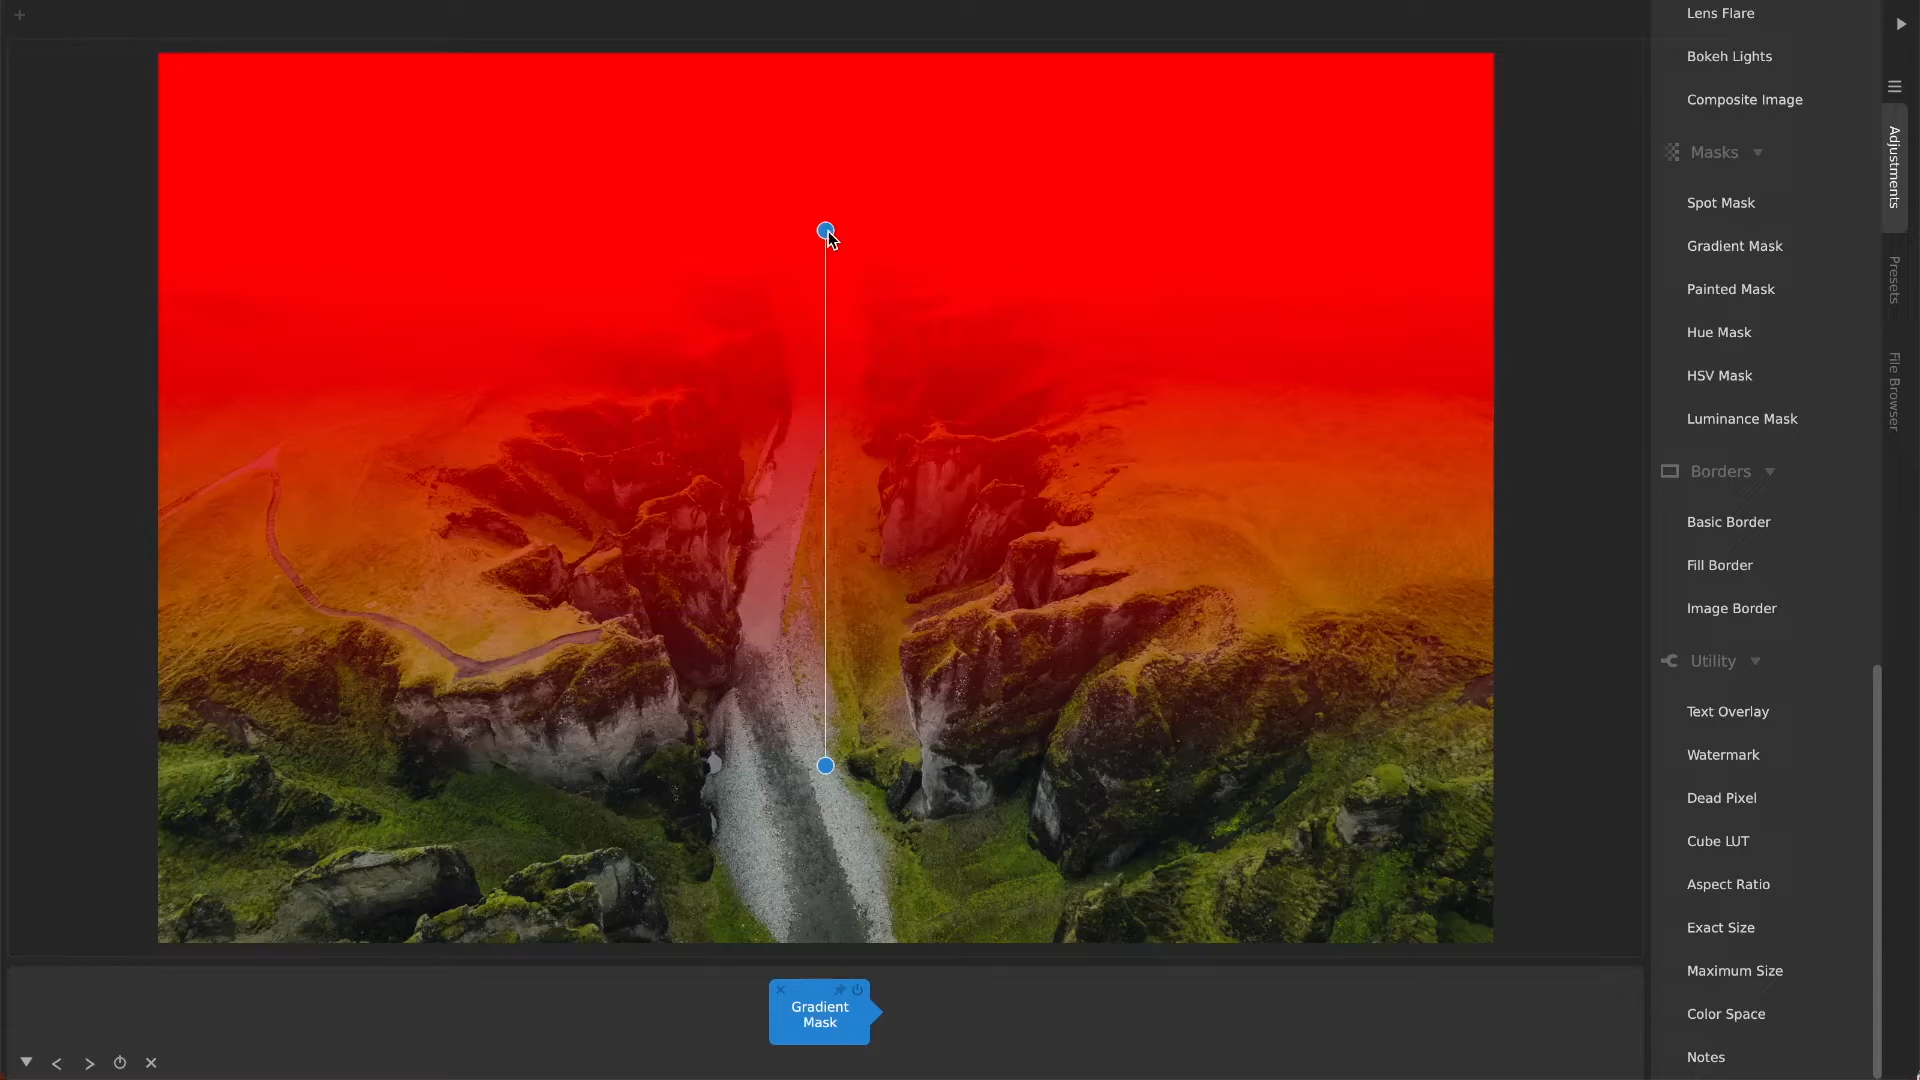 Lens Flare
Bokeh Lights
Composite Image
Masks
Spot Mask
Gradient Mask
Painted Mask
Hue Mask
HSV Mask
Luminance Mask
Borders
Basic Border
Fill Border
Image Border
Utility
Text Overlay
Watermark
Dead Pixel
Cube LUT
Aspect Ratio
Exact Size
Maximum Size
Color Space
Notes
Adjustments
Presets
File Browser
Gradient
Mask